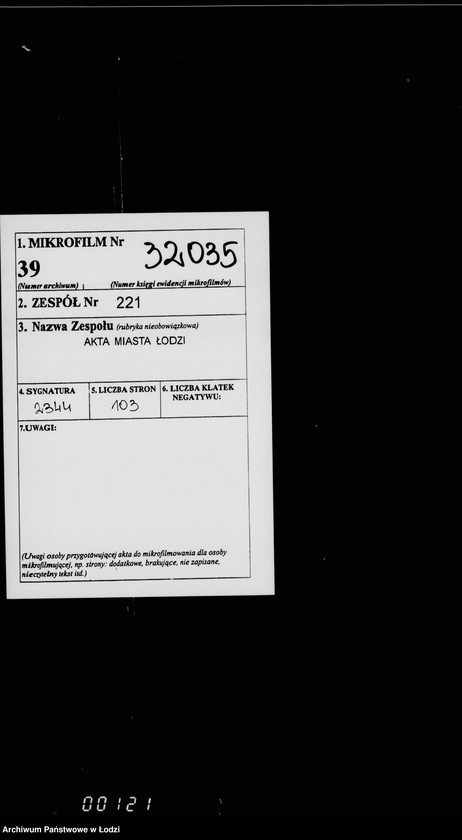 1. MIKROFILM Nr 32035
39
(Numer archiwum) (Numer księgi ewidencji mikrofilmów)
2. ZESPÓŁ Nr 221
3. Nazwa Zespołu (rubryka nieobowiązkowa)
AKTA MIASTA ŁODZI
4. SYGNATURA 5. LICZBA STRON 6. LICZBA KLATEK
NEGATYWU:
2344 103
7.UWAGI:
(Uwagi osoby przygotówującej akta do mikrofilmowania dla osoby
mikrofilmującej, np. strony: dodatkowe, brakujące, nie zapisane,
nieczytelny tekst itd.)
00121
Archiwum Państwowe w Łodzi